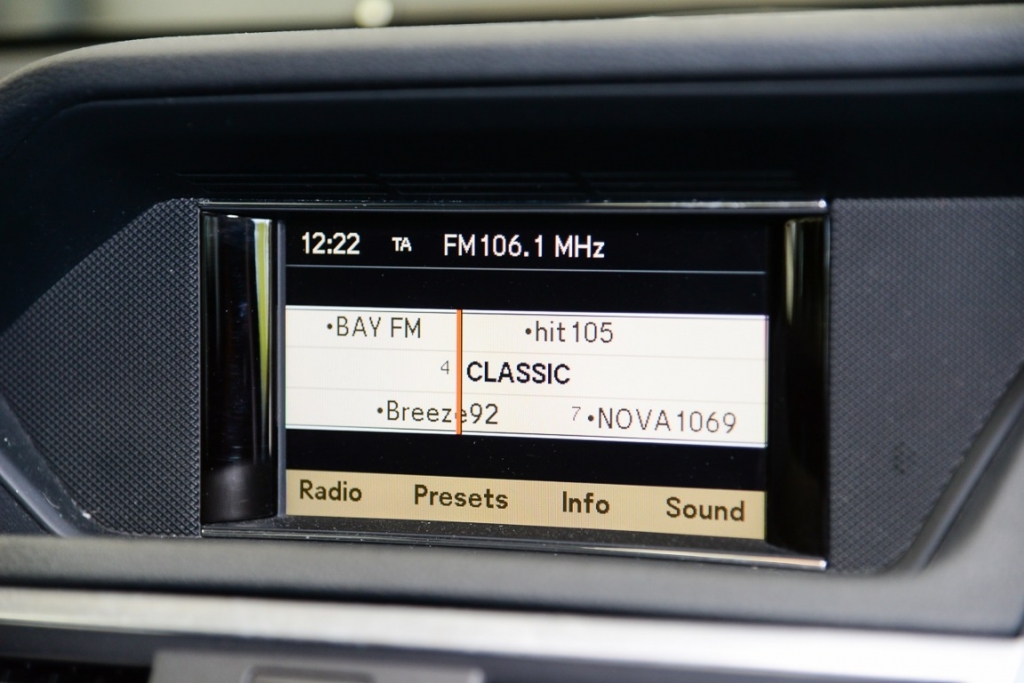 12:22 TA FM106.1 MHz
•BAY FM •hit105
4 CLASSIC
•Breeze92 7 •NOVA1069
Radio Presets Info Sound